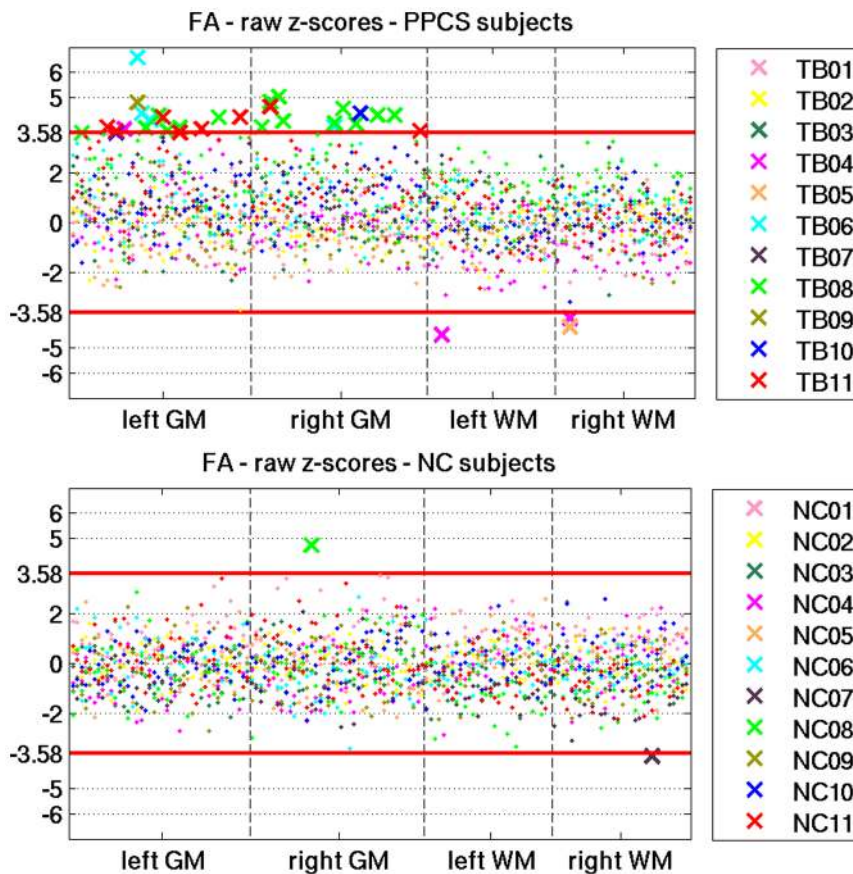 FA - raw z-scores - PPCS subjects
6
5
3.58
2
0
-2
-3.58
-5
-6
left GM right GM left WM right WM
TB01
TB02
TB03
TB04
TB05
TB06
TB07
TB08
TB09
TB10
TB11
FA - raw z-scores - NC subjects
6
5
3.58
2
0
-2
-3.58
-5
-6
left GM right GM left WM right WM
NC01
NC02
NC03
NC04
NC05
NC06
NC07
NC08
NC09
NC10
NC11